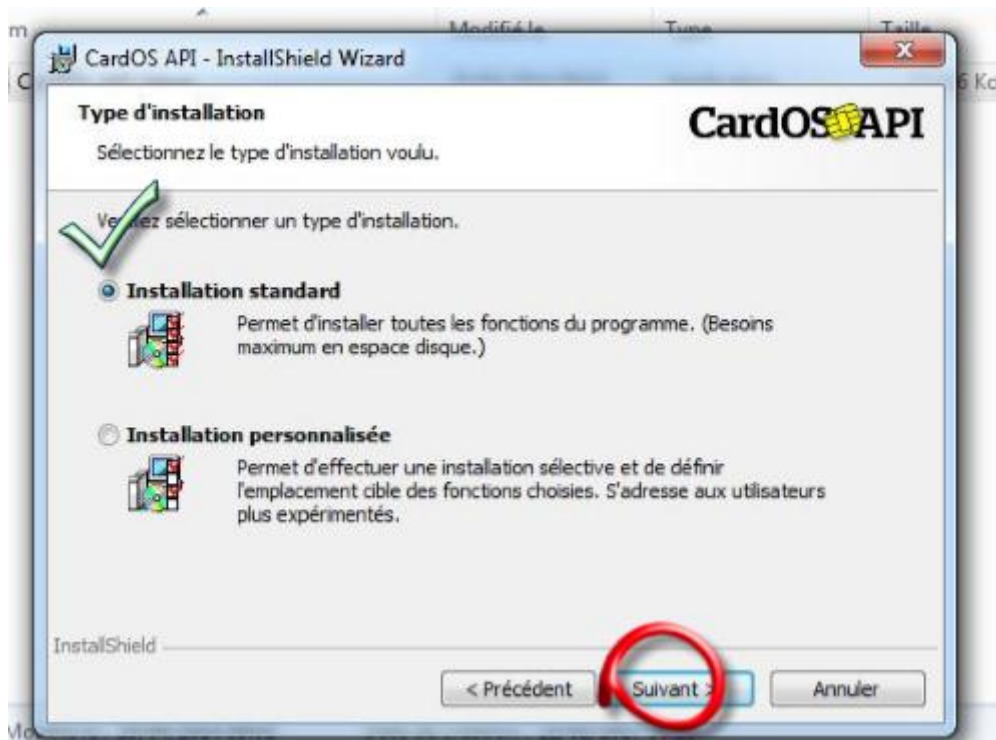 Modifié le Type Taille
CardOS API - InstallShield Wizard
Type d'installation
CardOS API
Sélectionnez le type d'installation voulu.
Veuillez sélectionner un type d'installation.
Installation standard
Permet d'installer toutes les fonctions du programme. (Besoins
maximum en espace disque.)
Installation personnalisée
Permet d'effectuer une installation sélective et de définir
l'emplacement cible des fonctions choisies. S'adresse aux utilisateurs
plus expérimentés.
InstallShield
< Précédent Suivant > Annuler